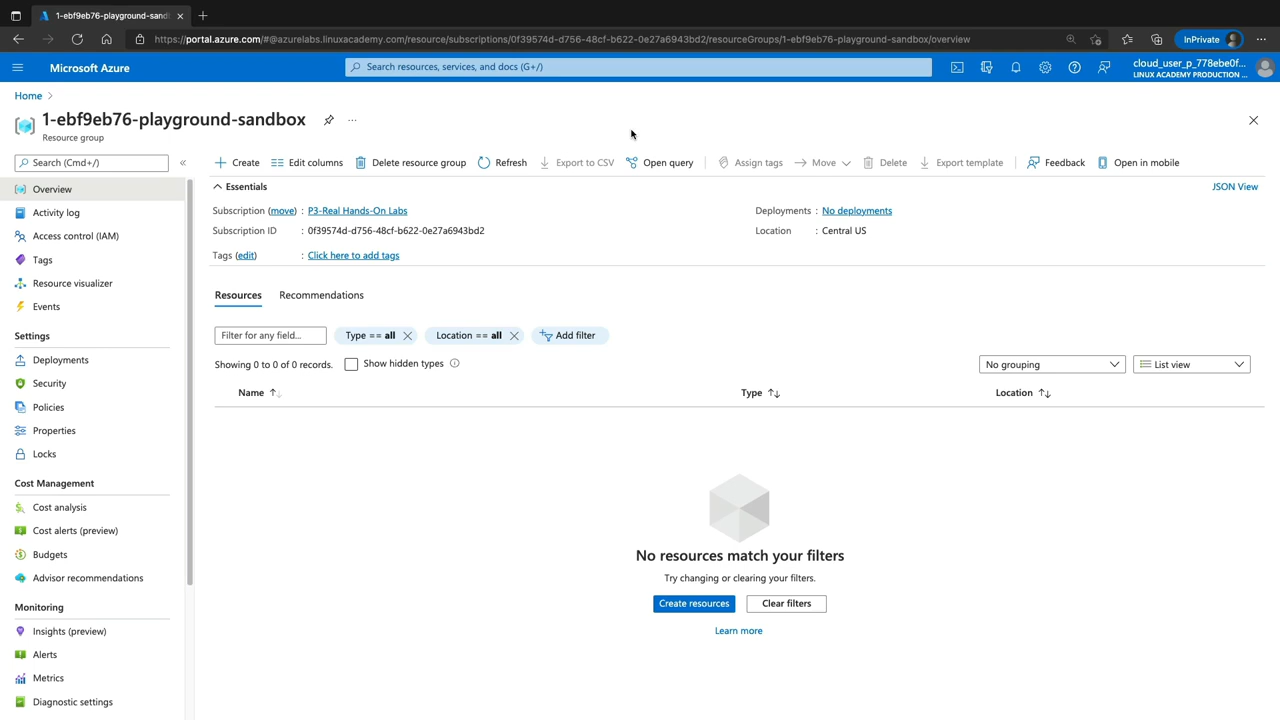 1-ebf9eb76-playground-sand
https://portal.azure.com/#@azurelabs.linuxacademy.com/resource/subscriptions/0f39574d-d756-48cf-b622-0e27a6943bd2/resourceGroups/1-ebf9eb76-playground-sandbox/overview
InPrivate
Microsoft Azure
Search resources, services, and docs (G+/)
cloud_user_p_778ebe0f...
LINUX ACADEMY PRODUCTION ...
Home
1-ebf9eb76-playground-sandbox
...
Resource group
Search (Cmd+/)
Create Edit columns Delete resource group Refresh Export to CSV Open query Assign tags Move Delete Export template Feedback Open in mobile
Overview
Activity log
Access control (IAM)
Tags
Resource visualizer
Events
Settings
Deployments
Security
Policies
Properties
Locks
Cost Management
Cost analysis
Cost alerts (preview)
Budgets
Advisor recommendations
Monitoring
Insights (preview)
Alerts
Metrics
Diagnostic settings
Essentials
JSON View
Subscription (move) : P3-Real Hands-On Labs
Deployments : No deployments
Subscription ID : 0f39574d-d756-48cf-b622-0e27a6943bd2
Location : Central US
Tags (edit) : Click here to add tags
Resources Recommendations
Filter for any field...
Type == all
Location == all
Add filter
Showing 0 to 0 of 0 records.
Show hidden types
No grouping
List view
Name Type Location
No resources match your filters
Try changing or clearing your filters.
Create resources
Clear filters
Learn more